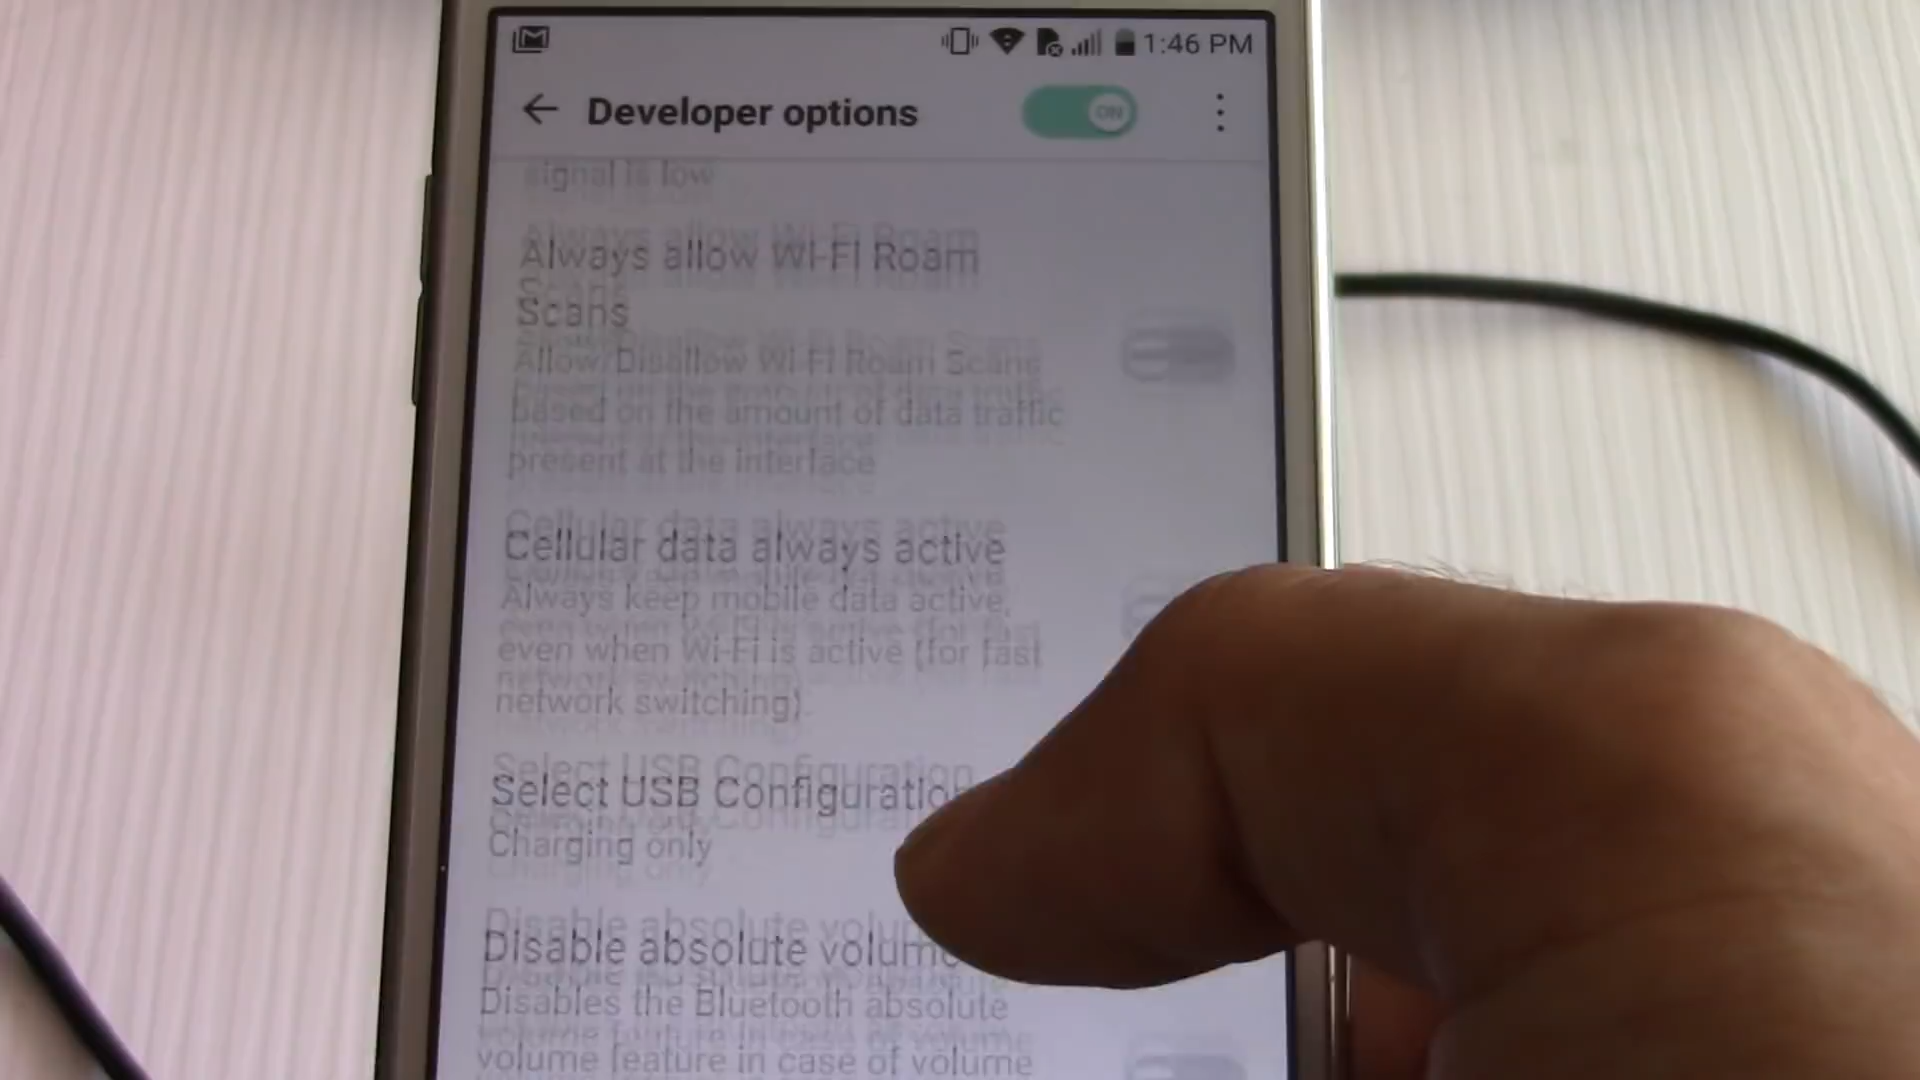 1:46 PM
Developer options
ON
signal is low
Always allow Wi-Fi Roam
Scans
Allow/Disallow Wi-Fi Roam Scans
based on the amount of data traffic
present at the interface
Cellular data always active
Always keep mobile data active,
even when Wi-Fi is active (for fast
network switching).
Select USB Configuration
Charging only
Disable absolute volume
Disables the Bluetooth absolute
volume feature in case of volume